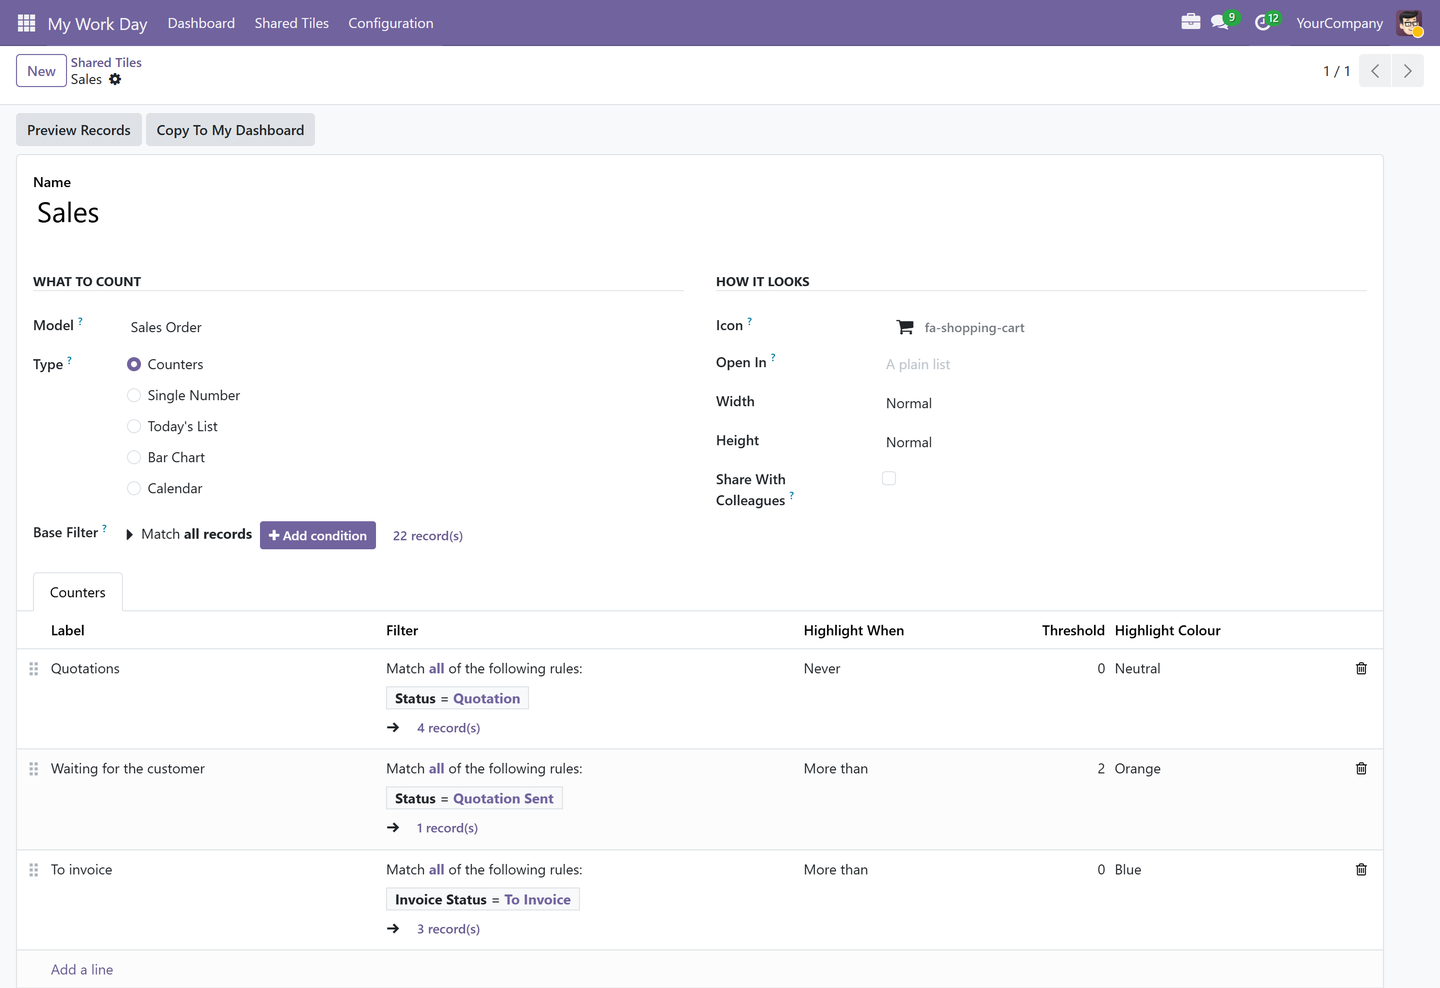 My Work Day Dashboard Shared Tiles Configuration 9 12 YourCompany
New Shared Tiles 1 / 1
Sales
Preview Records Copy To My Dashboard
Name
Sales
WHAT TO COUNT HOW IT LOOKS
Model ? Sales Order Icon ? fa-shopping-cart
Type ? Counters Open In ? A plain list
Single Number Width Normal
Today's List Height Normal
Bar Chart
Calendar Share With Colleagues ?
Base Filter ? Match all records + Add condition 22 record(s)
Counters
Label Filter Highlight When Threshold Highlight Colour
Quotations Match all of the following rules: Never 0 Neutral
Status = Quotation
4 record(s)
Waiting for the customer Match all of the following rules: More than 2 Orange
Status = Quotation Sent
1 record(s)
To invoice Match all of the following rules: More than 0 Blue
Invoice Status = To Invoice
3 record(s)
Add a line